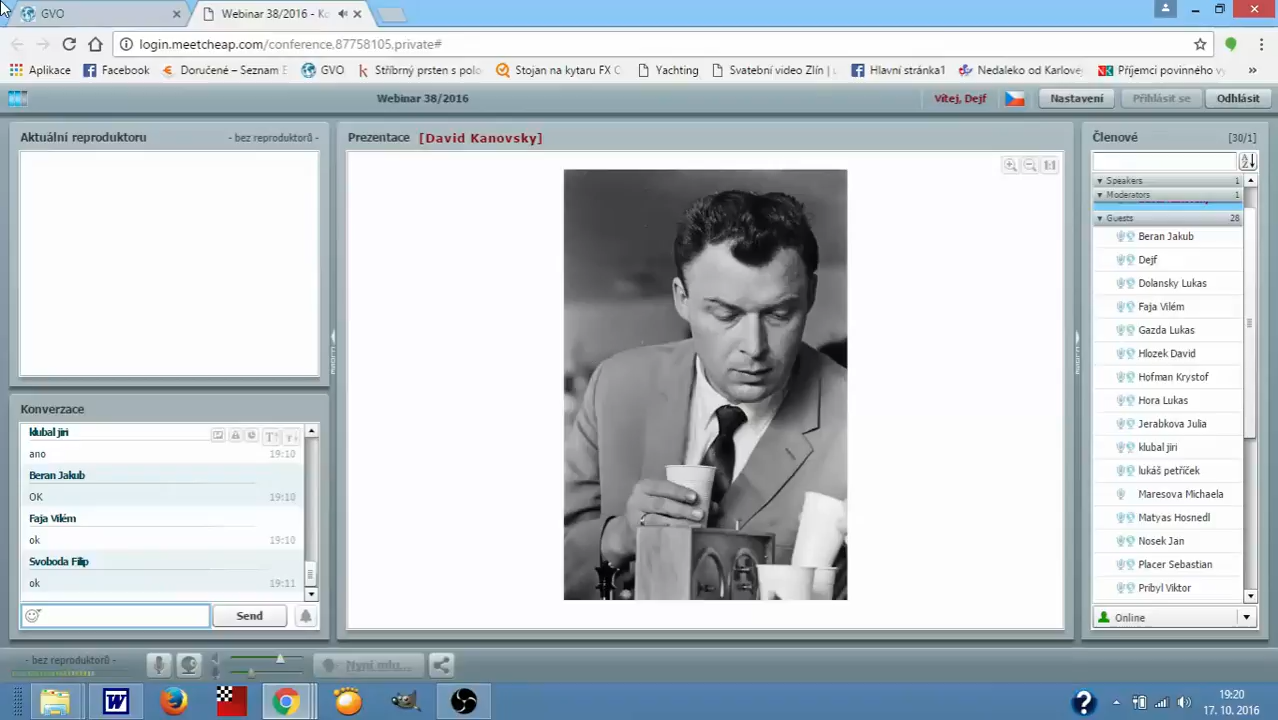 GVO
Webinar 38/2016 - Ko
login.meetcheap.com/conference,87758105,private#
Aplikace
Facebook
Doručené – Seznam E
GVO
Stříbrný prsten s polo
Stojan na kytaru FX C
Yachting
Svatební video Zlín | u
Hlavní stránka1
Nedaleko od Karlovej
Příjemci povinného vý
Webinar 38/2016
Vítej, Dejf
Nastavení
Přihlásit se
Odhlásit
Aktuální reproduktoru
- bez reproduktorů -
Prezentace [David Kanovsky]
Členové
[30/1]
Speakers 1
Moderators 1
Guests 28
Beran Jakub
Dejf
Dolansky Lukas
Faja Vilém
Gazda Lukas
Hlozek David
Hofman Krystof
Hora Lukas
Jerabkova Julia
klubal jiri
lukáš petříček
Maresova Michaela
Matyas Hosnedl
Nosek Jan
Placer Sebastian
Pribyl Viktor
Online
Konverzace
klubal jiri
ano 19:10
Beran Jakub
OK 19:10
Faja Vilém
ok 19:10
Svoboda Filip
ok 19:11
Send
- bez reproduktorů -
Nyní mlu...
19:20
17. 10. 2016